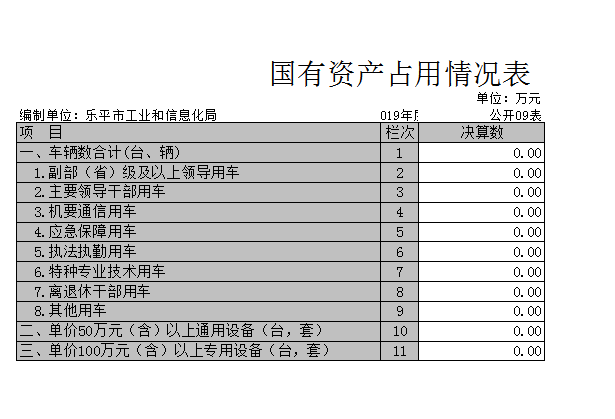 国有资产占用情况表
单位：万元
编制单位：乐平市工业和信息化局 019年 公开09表
项 目 栏次 决算数
一、车辆数合计(台、辆) 1 0.00
1.副部（省）级及以上领导用车 2 0.00
2.主要领导干部用车 3 0.00
3.机要通信用车 4 0.00
4.应急保障用车 5 0.00
5.执法执勤用车 6 0.00
6.特种专业技术用车 7 0.00
7.离退休干部用车 8 0.00
8.其他用车 9 0.00
二、单价50万元（含）以上通用设备（台，套） 10 0.00
三、单价100万元（含）以上专用设备（台，套） 11 0.00